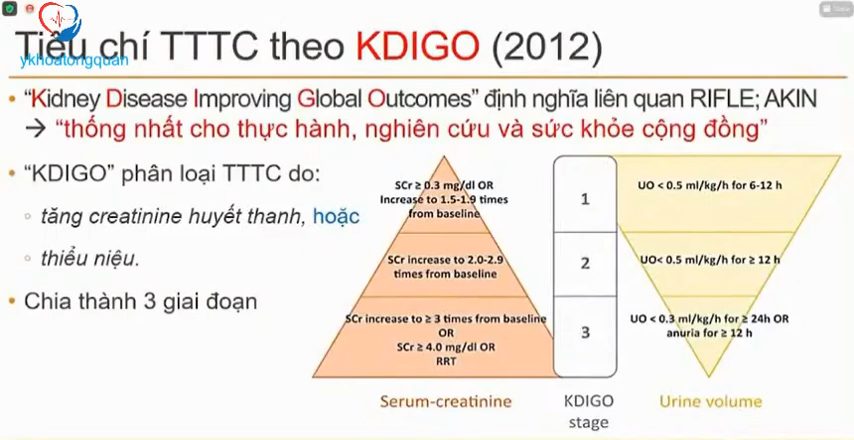 Tiêu chí TTTC theo KDIGO (2012)
ykhoatongquan
• “Kidney Disease Improving Global Outcomes” định nghĩa liên quan RIFLE; AKIN
→ “thống nhất cho thực hành, nghiên cứu và sức khỏe cộng đồng”
• “KDIGO” phân loại TTTC do:
◦ tăng creatinine huyết thanh, hoặc
◦ thiểu niệu.
• Chia thành 3 giai đoạn
SCr ≥ 0.3 mg/dl OR
Increase to 1.5-1.9 times
from baseline
1
UO < 0.5 ml/kg/h for 6-12 h
SCr increase to 2.0-2.9
times from baseline
2
UO< 0.5 ml/kg/h for ≥ 12 h
SCr increase to ≥ 3 times from baseline
OR
SCr ≥ 4.0 mg/dl OR
RRT
3
UO < 0.3 ml/kg/h for ≥ 24h OR
anuria for ≥ 12 h
Serum-creatinine
KDIGO
stage
Urine volume